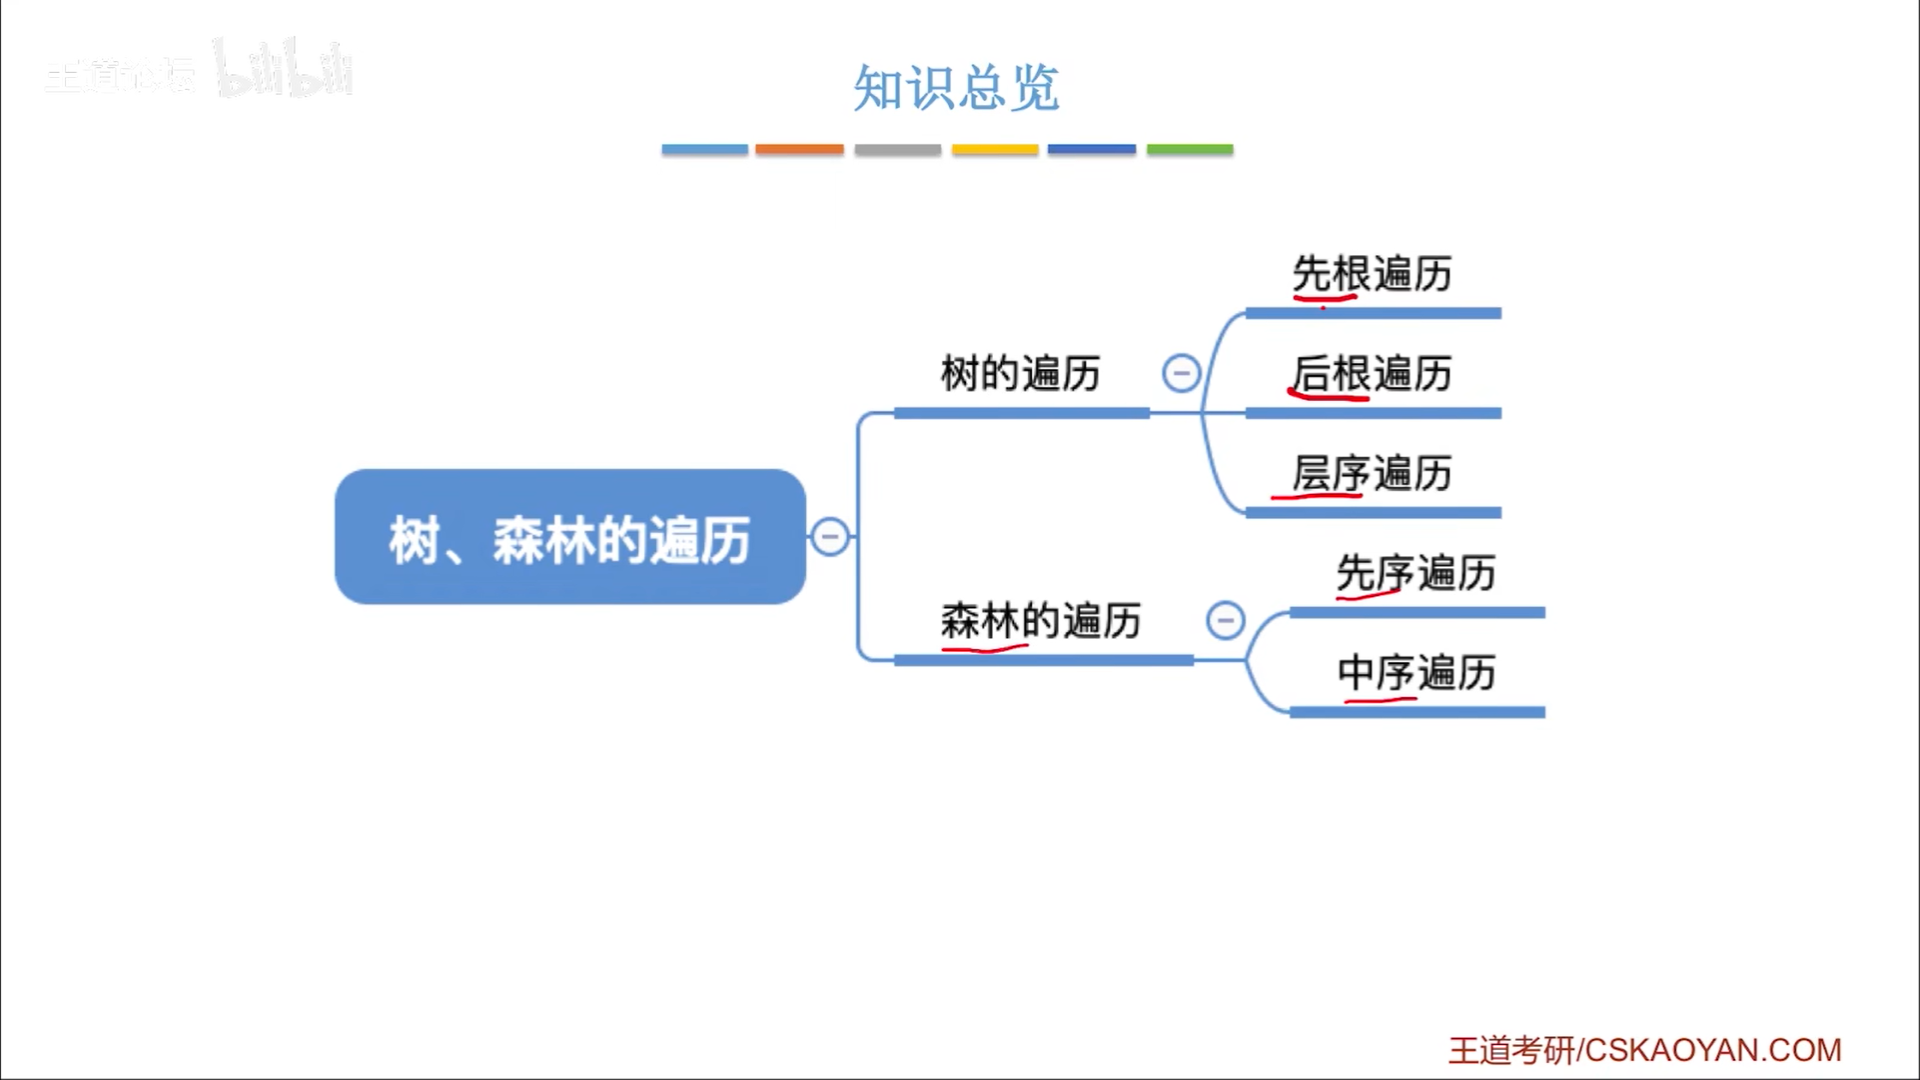 王道论坛 bilibili
知识总览
先根遍历
树的遍历
后根遍历
层序遍历
树、森林的遍历
先序遍历
森林的遍历
中序遍历
王道考研/CSKAOYAN.COM